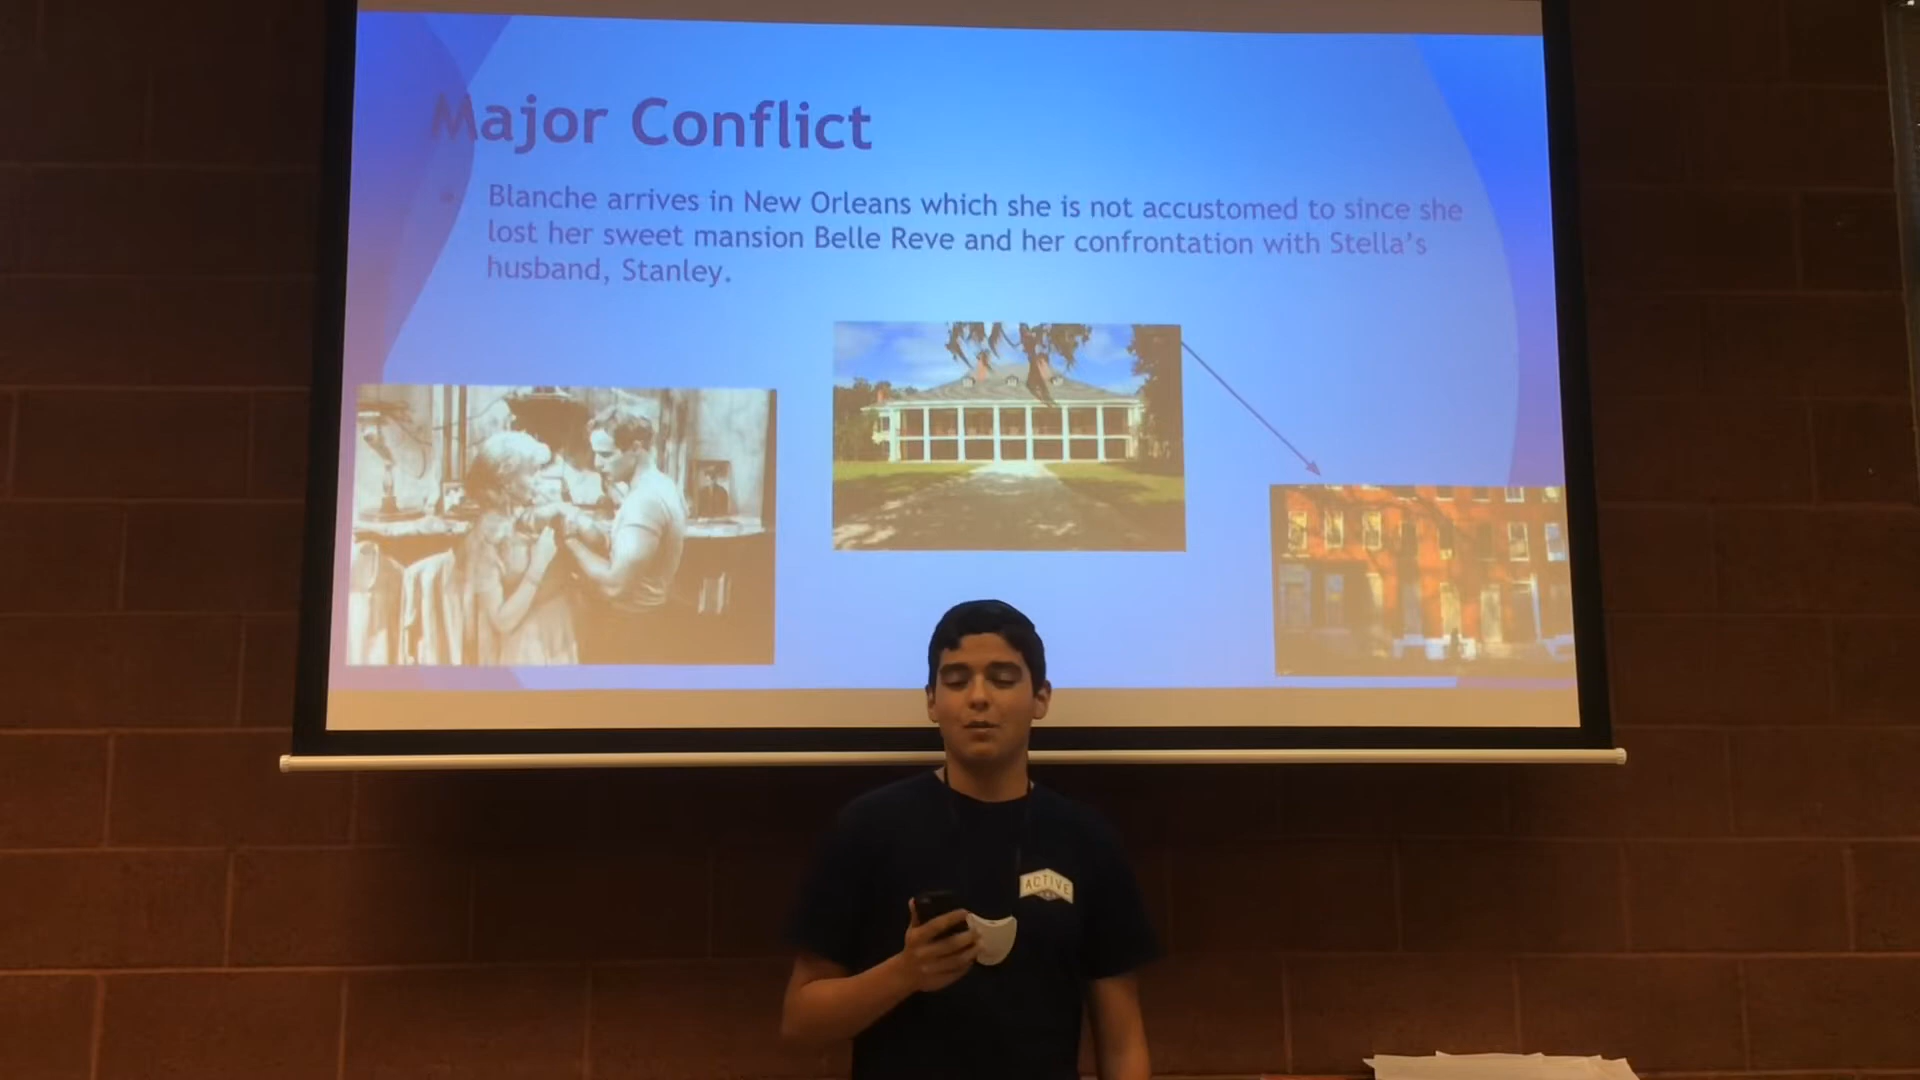 Major Conflict
Blanche arrives in New Orleans which she is not accustomed to since she
lost her sweet mansion Belle Reve and her confrontation with Stella's
husband, Stanley.
ACTIVE